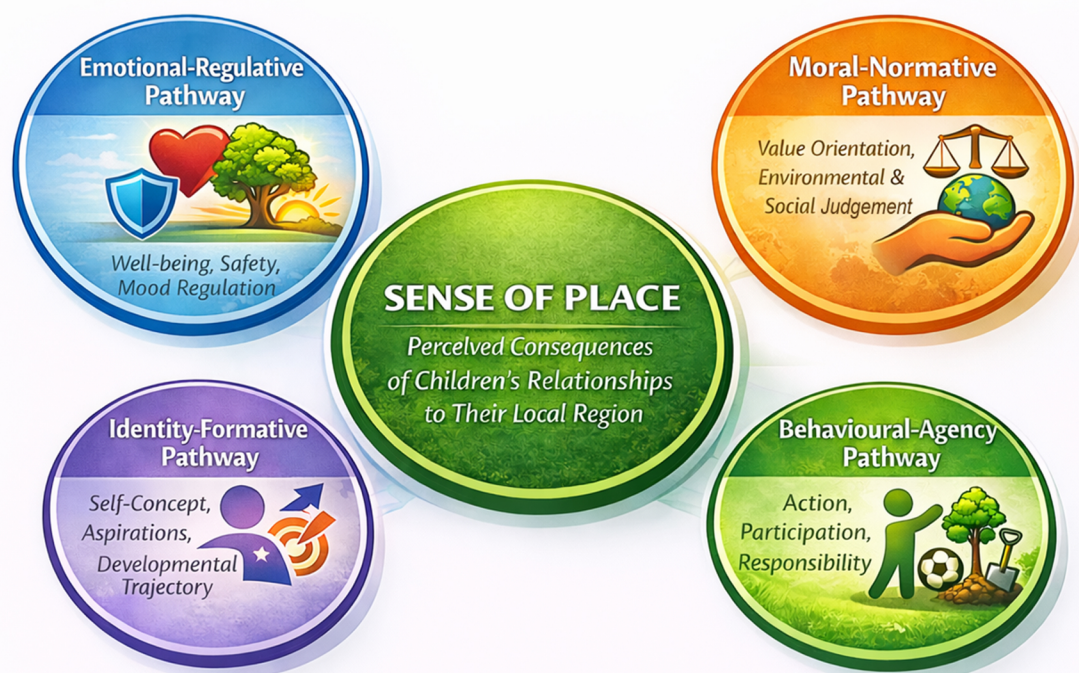 Emotional-Regulative
Pathway
Well-being, Safety,
Mood Regulation
Moral-Normative
Pathway
Value Orientation,
Environmental &
Social Judgement
SENSE OF PLACE
Percelved Consequences
of Children's Relationships
to Their Local Region
Identity-Formative
Pathway
Self-Concept,
Aspirations,
Developmental
Trajectory
Behavioural-Agency
Pathway
Action,
Participation,
Responsibility